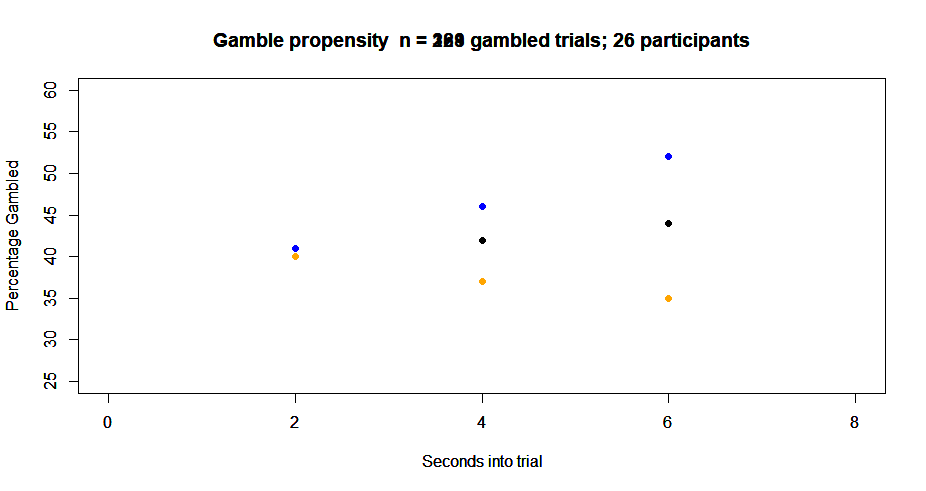 Gamble propensity n = gambled trials; 26 participants
60
55
50
45
40
35
30
25
Percentage Gambled
0 2 4 6 8
Seconds into trial